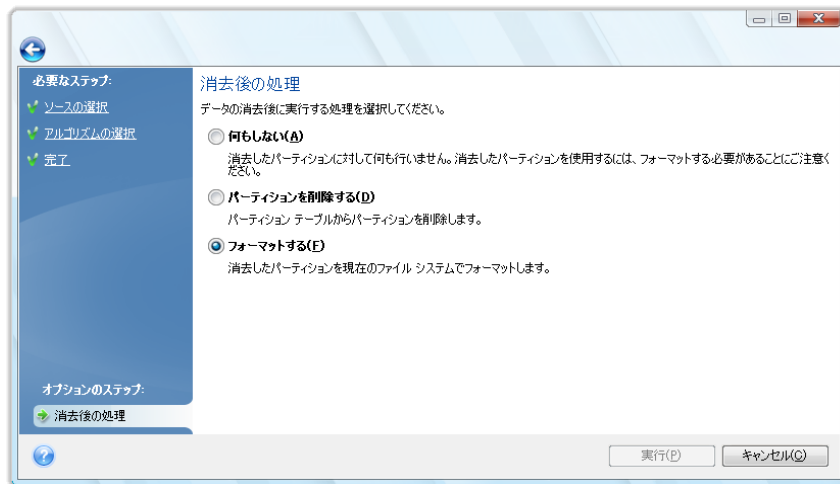 必要なステップ:
ソースの選択
アルゴリズムの選択
完了
オプションのステップ:
消去後の処理
消去後の処理
データの消去後に実行する処理を選択してください。
何もしない(A)
消去したパーティションに対して何も行いません。消去したパーティションを使用するには、フォーマットする必要があることにご注意く
ださい。
パーティションを削除する(D)
パーティション テーブルからパーティションを削除します。
フォーマットする(F)
消去したパーティションを現在のファイル システムでフォーマットします。
実行(P)
キャンセル(C)